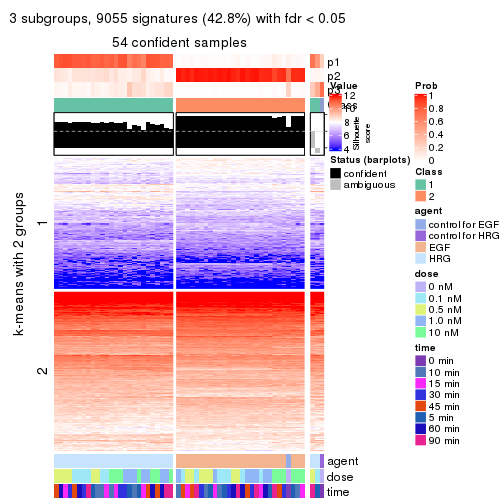 3 subgroups, 9055 signatures (42.8%) with fdr < 0.05
54 confident samples
p1
p2
p3
Class
Silhouette
score
k-means with 2 groups
1
2
agent
dose
time
Value
12
10
8
6
4
Status (barplots)
confident
ambiguous
Prob
1
0.8
0.6
0.4
0.2
0
Class
1
2
agent
control for EGF
control for HRG
EGF
HRG
dose
0 nM
0.1 nM
0.5 nM
1.0 nM
10 nM
time
0 min
10 min
15 min
30 min
45 min
5 min
60 min
90 min